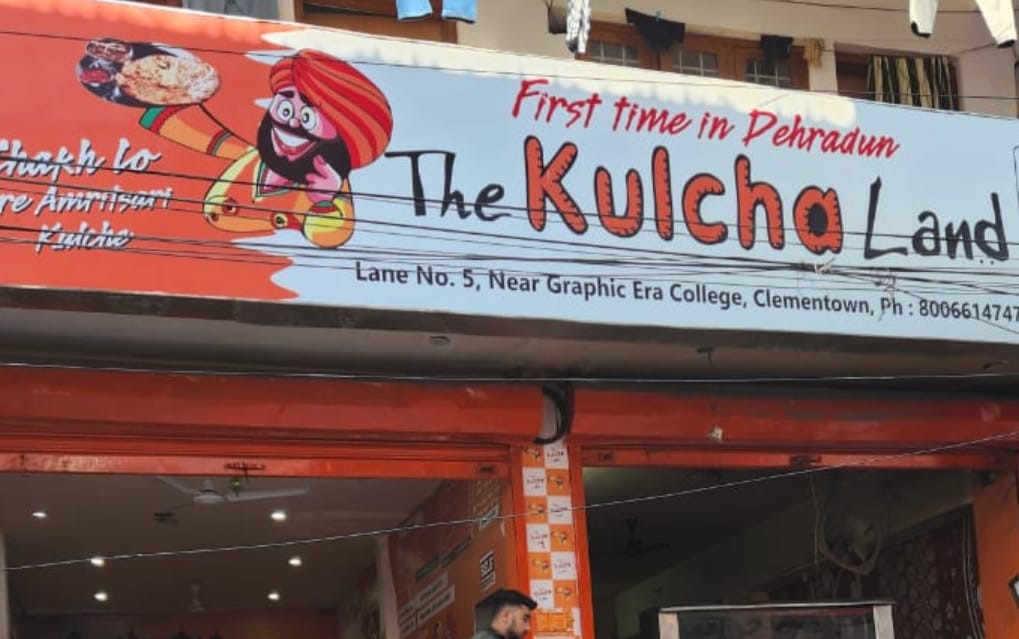 First time in Dehradun
The Kulcha Land
Lane No. 5, Near Graphic Era College, Clementown, Ph : 8006614747
Chakh lo
re Amritsari
Kulche
SELF